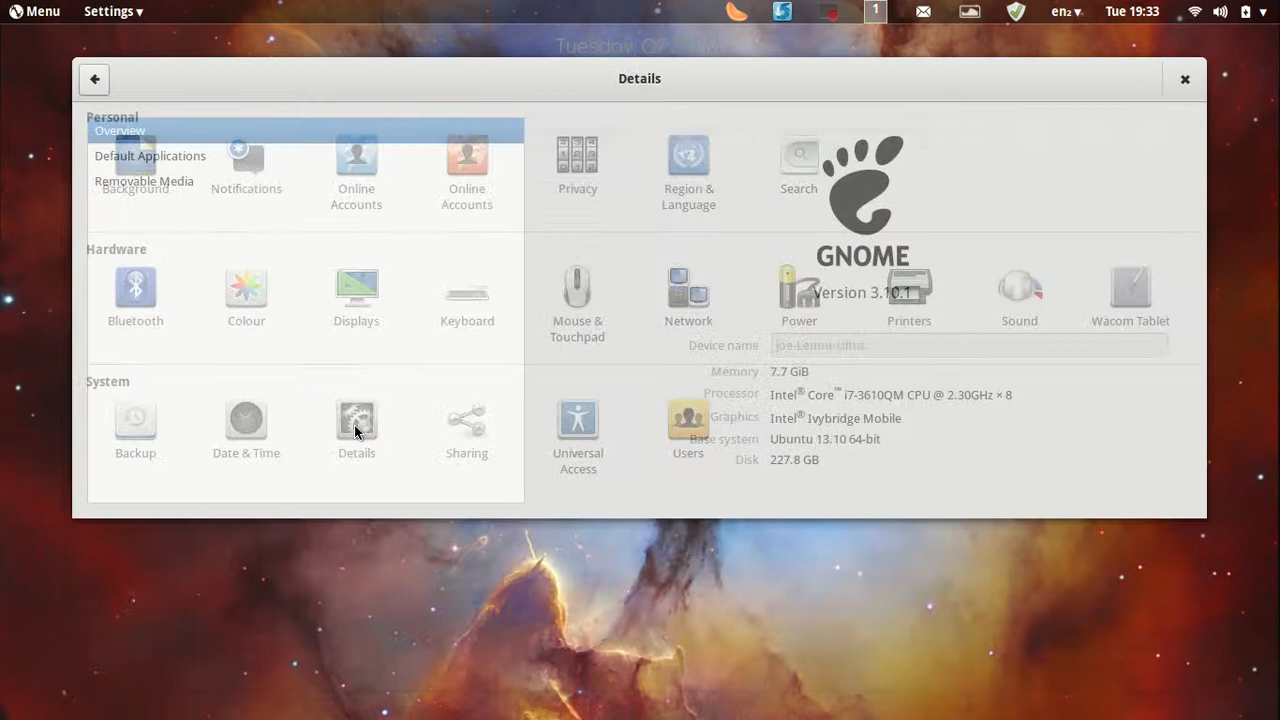 Menu Settings ▾ 1 en₂ ▾ Tue 19:33
Tuesday
Details
Personal
Overview
Default Applications
Removable Media
Background Notifications Online Accounts Online Accounts Privacy Region & Language Search
GNOME
Version 3.10.1
Hardware
Bluetooth Colour Displays Keyboard Mouse & Touchpad Network Power Printers Sound Wacom Tablet
Device name
Memory 7.7 GiB
Processor Intel® Core™ i7-3610QM CPU @ 2.30GHz × 8
Graphics Intel® Ivybridge Mobile
Base system Ubuntu 13.10 64-bit
Disk 227.8 GB
System
Backup Date & Time Details Sharing Universal Access Users